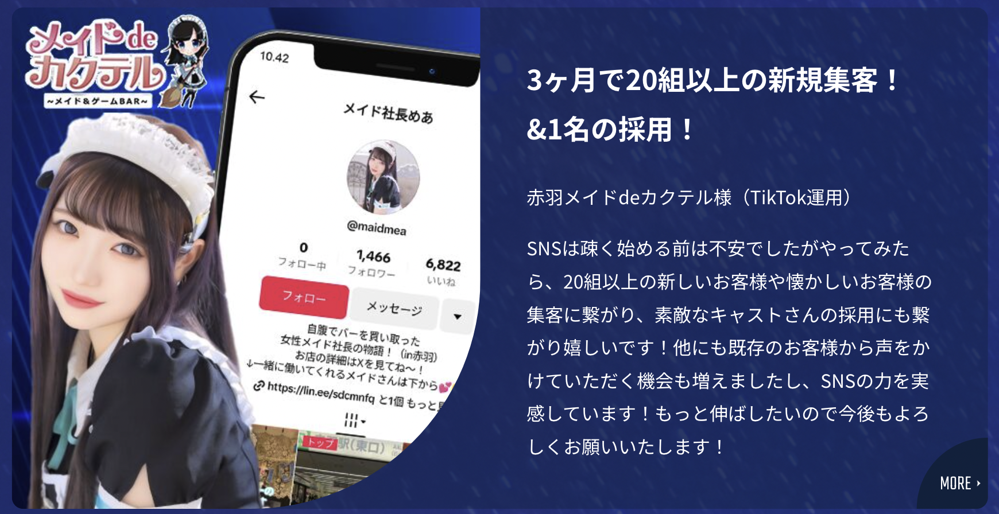 メイドde
カクテル
~メイド&ゲームBAR~
10.42
メイド社長めあ
@maidmea
0
フォロー中
1,466
フォロワー
6,822
いいね
フォロー
メッセージ
自腹でバーを買い取った
女性メイド社長の物語！（in赤羽）
お店の詳細はXを見てね〜！
↓一緒に働いてくれるメイドさんは下から💕
https://lin.ee/sdcmnfq と1個 もっと
トップ
駅(東口)
3ヶ月で20組以上の新規集客！
&1名の採用！
赤羽メイドdeカクテル様（TikTok運用）
SNSは疎く始める前は不安でしたがやってみた
ら、20組以上の新しいお客様や懐かしいお客様の
集客に繋がり、素敵なキャストさんの採用にも繋
がり嬉しいです！他にも既存のお客様から声をか
けていただく機会も増えましたし、SNSの力を実
感しています！もっと伸ばしたいので今後もよろ
しくお願いいたします！
MORE